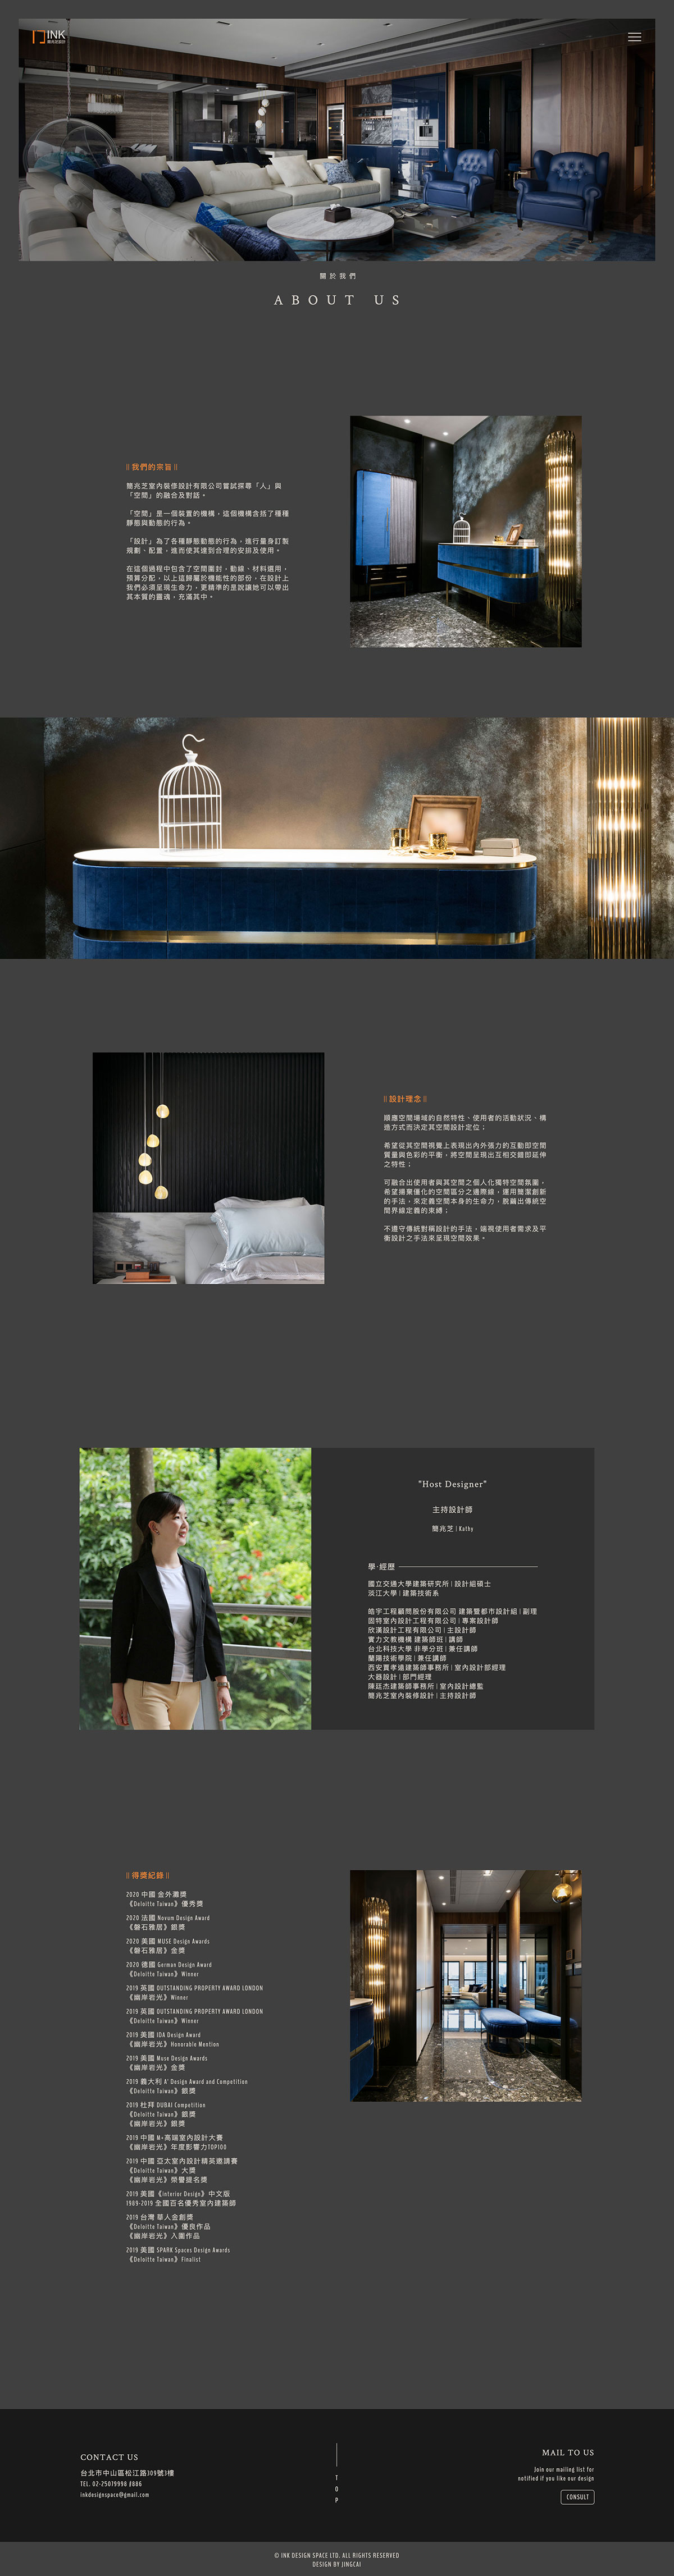 INK
簡兆芝設計
關於我們
ABOUT US
|| 我們的宗旨 ||
簡兆芝室內裝修設計有限公司嘗試探尋「人」與
「空間」的融合及對話。
「空間」是一個裝置的機構，這個機構含括了種種
靜態與動態的行為。
「設計」為了各種靜態動態的行為，進行量身訂製
規劃、配置，進而使其達到合理的安排及使用。
在這個過程中包含了空間圍封，動線、材料選用，
預算分配，以上這歸屬於機能性的部份，在設計上
我們必須呈現生命力，更精準的是說讓她可以帶出
其本質的靈魂，充滿其中。
|| 設計理念 ||
順應空間場域的自然特性、使用者的活動狀況、構
造方式而決定其空間設計定位；
希望從其空間視覺上表現出內外張力的互動即空間
質量與色彩的平衡，將空間呈現出互相交錯即延伸
之特性；
可融合出使用者與其空間之個人化獨特空間氛圍，
希望揚棄僵化的空間區分之邊際線，運用簡潔創新
的手法，來定義空間本身的生命力，脫繭出傳統空
間界線定義的束縛；
不遵守傳統對稱設計的手法，端視使用者需求及平
衡設計之手法來呈現空間效果。
"Host Designer"
主持設計師
簡兆芝 | Kathy
學·經歷
國立交通大學建築研究所 | 設計組碩士
淡江大學 | 建築技術系
皓宇工程顧問股份有限公司 建築暨都市設計組 | 副理
固特室內設計工程有限公司 | 專案設計師
欣漢設計工程有限公司 | 主設計師
實力文教機構 建築師班 | 講師
台北科技大學 非學分班 | 兼任講師
蘭陽技術學院 | 兼任講師
西安賈孝遠建築師事務所 | 室內設計部經理
大器設計 | 部門經理
陳廷杰建築師事務所 | 室內設計總監
簡兆芝室內裝修設計 | 主持設計師
|| 得獎紀錄 ||
2020 中國 金外灘獎
《Deloitte Taiwan》優秀獎
2020 法國 Novum Design Award
《磐石雅居》銀獎
2020 美國 MUSE Design Awards
《磐石雅居》金獎
2020 德國 German Design Award
《Deloitte Taiwan》Winner
2019 英國 OUTSTANDING PROPERTY AWARD LONDON
《幽岸岩光》Winner
2019 英國 OUTSTANDING PROPERTY AWARD LONDON
《Deloitte Taiwan》Winner
2019 美國 IDA Design Award
《幽岸岩光》Honorable Mention
2019 美國 Muse Design Awards
《幽岸岩光》金獎
2019 義大利 A' Design Award and Competition
《Deloitte Taiwan》銀獎
2019 杜拜 DUBAI Competition
《Deloitte Taiwan》銀獎
《幽岸岩光》銀獎
2019 中國 M+高端室內設計大賽
《幽岸岩光》年度影響力TOP100
2019 中國 亞太室內設計精英邀請賽
《Deloitte Taiwan》大獎
《幽岸岩光》榮譽提名獎
2019 美國《interior Design》中文版
1989-2019 全國百名優秀室內建築師
2019 台灣 華人金創獎
《Deloitte Taiwan》優良作品
《幽岸岩光》入圍作品
2019 美國 SPARK Spaces Design Awards
《Deloitte Taiwan》Finalist
CONTACT US
台北市中山區松江路309號3樓
TEL. 02-25079998 #886
inkdesignspace@gmail.com
TOP
MAIL TO US
Join our mailing list for
notified if you like our design
CONSULT
© INK DESIGN SPACE LTD. ALL RIGHTS RESERVED
DESIGN BY JINGCAI